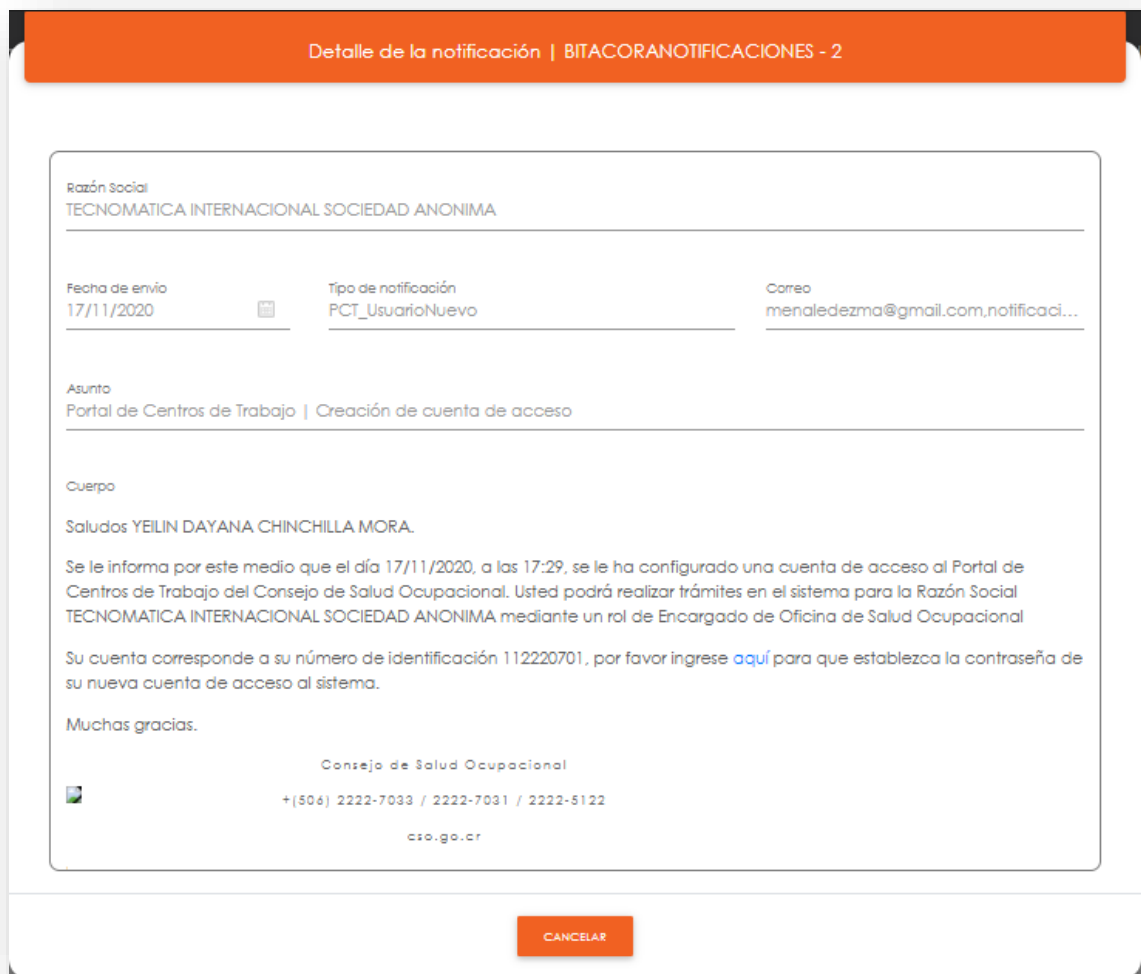 Detalle de la notificación | BITACORANOTIFICACIONES - 2
Razón Social
TECNOMATICA INTERNACIONAL SOCIEDAD ANONIMA
Fecha de envio
17/11/2020
Tipo de notificación
PCT_UsuarioNuevo
Correo
menaledezma@gmail.com,notificaci...
Asunto
Portal de Centros de Trabajo | Creación de cuenta de acceso
Cuerpo
Saludos YEILIN DAYANA CHINCHILLA MORA.
Se le informa por este medio que el día 17/11/2020, a las 17:29, se le ha configurado una cuenta de acceso al Portal de
Centros de Trabajo del Consejo de Salud Ocupacional. Usted podrá realizar trámites en el sistema para la Razón Social
TECNOMATICA INTERNACIONAL SOCIEDAD ANONIMA mediante un rol de Encargado de Oficina de Salud Ocupacional
Su cuenta corresponde a su número de identificación 112220701, por favor ingrese aquí para que establezca la contraseña de
su nueva cuenta de acceso al sistema.
Muchas gracias.
Consejo de Salud Ocupacional
+(506) 2222-7033 / 2222-7031 / 2222-5122
cso.go.cr
CANCELAR